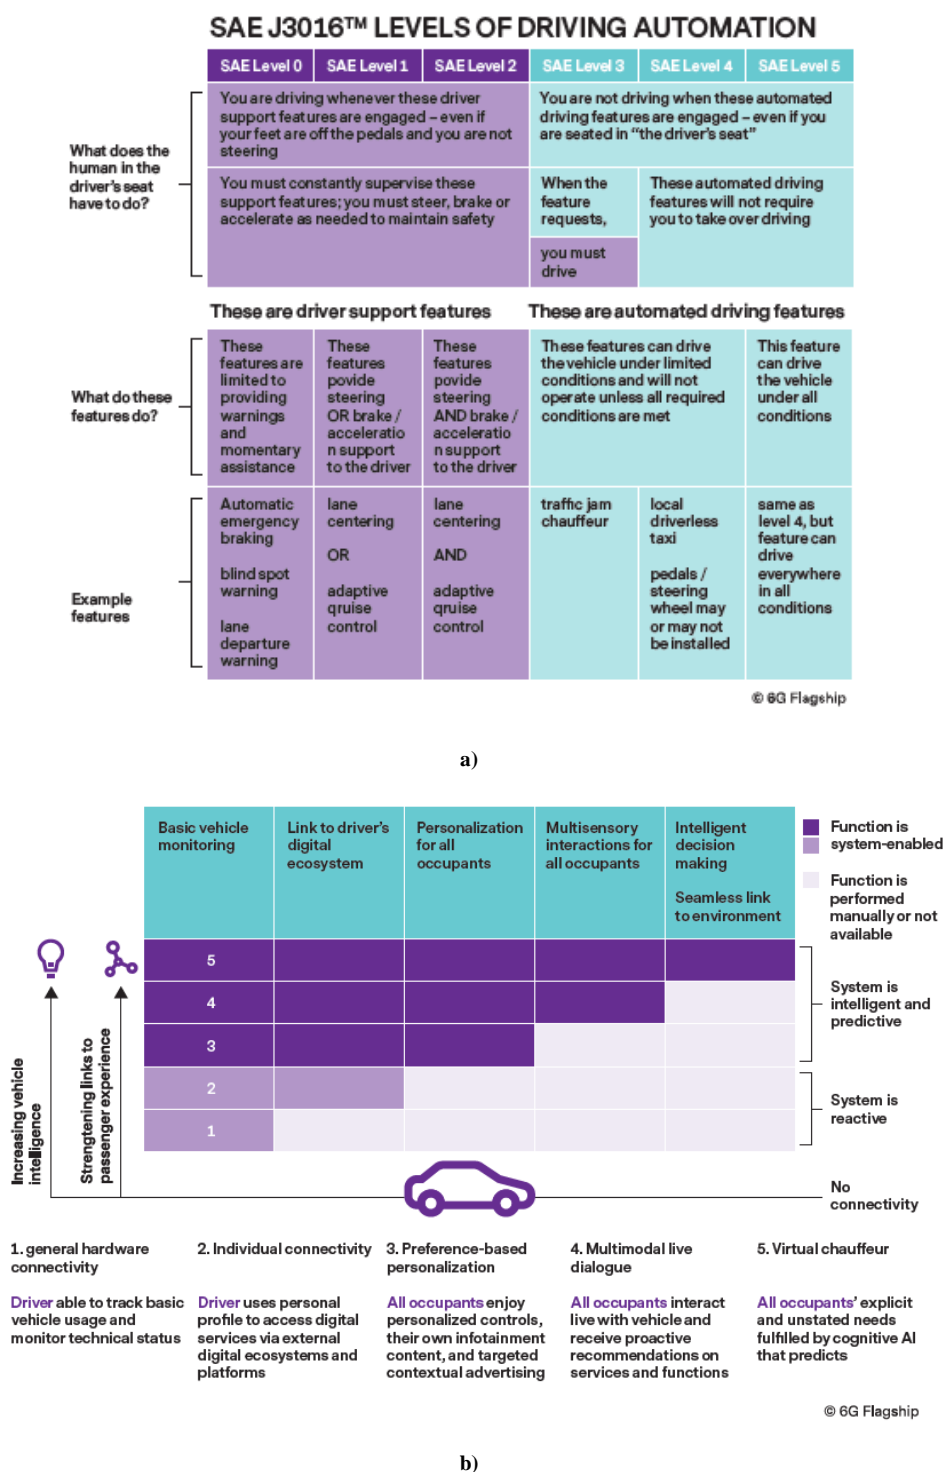 SAE J3016™ LEVELS OF DRIVING AUTOMATION
SAE Level 0
SAE Level 1
SAE Level 2
SAE Level 3
SAE Level 4
SAE Level 5
What does the
human in the
driver's seat
have to do?
You are driving whenever these driver
support features are engaged – even if
your feet are off the pedals and you are not
steering
You are not driving when these automated
driving features are engaged – even if you
are seated in “the driver's seat”
You must constantly supervise these
support features; you must steer, brake or
accelerate as needed to maintain safety
When the
feature
requests,
you must
drive
These automated driving
features will not require
you to take over driving
These are driver support features
These are automated driving features
What do these
features do?
These
features are
limited to
providing
warnings
and
momentary
assistance
These
features
povide
steering
OR brake /
acceleratio
n support
to the driver
These
features
povide
steering
AND brake /
acceleratio
n support
to the driver
These features can drive
the vehicle under limited
conditions and will not
operate unless all required
conditions are met
This feature
can drive
the vehicle
under all
conditions
Example
features
Automatic
emergency
braking
blind spot
warning
lane
departure
warning
lane
centering
OR
adaptive
qruise
control
lane
centering
AND
adaptive
qruise
control
traffic jam
chauffeur
local
driverless
taxi
pedals /
steering
wheel may
or may not
be installed
same as
level 4, but
feature can
drive
everywhere
in all
conditions
© 6G Flagship
a)
Basic vehicle
monitoring
Link to driver's
digital
ecosystem
Personalization
for all
occupants
Multisensory
interactions for
all occupants
Intelligent
decision
making
Seamless link
to environment
Function is
system-enabled
Function is
performed
manually or not
available
5
4
3
2
1
System is
intelligent and
predictive
System is
reactive
No
connectivity
Increasing vehicle
intelligence
Strengtening links to
passenger experience
1. general hardware
connectivity
Driver able to track basic
vehicle usage and
monitor technical status
2. Individual connectivity
Driver uses personal
profile to access digital
services via external
digital ecosystems and
platforms
3. Preference-based
personalization
All occupants enjoy
personalized controls,
their own infotainment
content, and targeted
contextual advertising
4. Multimodal live
dialogue
All occupants interact
live with vehicle and
receive proactive
recommendations on
services and functions
5. Virtual chauffeur
All occupants' explicit
and unstated needs
fulfilled by cognitive AI
that predicts
© 6G Flagship
b)